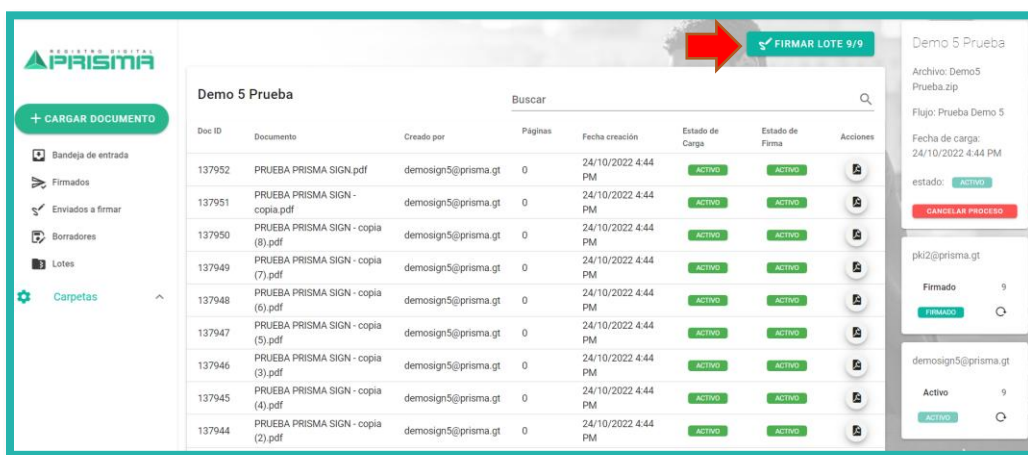 REGISTRO DIGITAL
PRISMA
+ CARGAR DOCUMENTO
Bandeja de entrada
Firmados
Enviados a firmar
Borradores
Lotes
Carpetas
FIRMAR LOTE 9/9
Demo 5 Prueba
Buscar
Doc ID Documento Creado por Páginas Fecha creación Estado de Carga Estado de Firma Acciones
137952 PRUEBA PRISMA SIGN.pdf demosign5@prisma.gt 0 24/10/2022 4:44 PM ACTIVO ACTIVO
137951 PRUEBA PRISMA SIGN - copia.pdf demosign5@prisma.gt 0 24/10/2022 4:44 PM ACTIVO ACTIVO
137950 PRUEBA PRISMA SIGN - copia (8).pdf demosign5@prisma.gt 0 24/10/2022 4:44 PM ACTIVO ACTIVO
137949 PRUEBA PRISMA SIGN - copia (7).pdf demosign5@prisma.gt 0 24/10/2022 4:44 PM ACTIVO ACTIVO
137948 PRUEBA PRISMA SIGN - copia (6).pdf demosign5@prisma.gt 0 24/10/2022 4:44 PM ACTIVO ACTIVO
137947 PRUEBA PRISMA SIGN - copia (5).pdf demosign5@prisma.gt 0 24/10/2022 4:44 PM ACTIVO ACTIVO
137946 PRUEBA PRISMA SIGN - copia (3).pdf demosign5@prisma.gt 0 24/10/2022 4:44 PM ACTIVO ACTIVO
137945 PRUEBA PRISMA SIGN - copia (4).pdf demosign5@prisma.gt 0 24/10/2022 4:44 PM ACTIVO ACTIVO
137944 PRUEBA PRISMA SIGN - copia (2).pdf demosign5@prisma.gt 0 24/10/2022 4:44 PM ACTIVO ACTIVO
Demo 5 Prueba
Archivo: Demo5
Prueba.zip
Flujo: Prueba Demo 5
Fecha de carga:
24/10/2022 4:44 PM
estado: ACTIVO
CANCELAR PROCESO
pki2@prisma.gt
Firmado 9
FIRMADO
demosign5@prisma.gt
Activo 9
ACTIVO